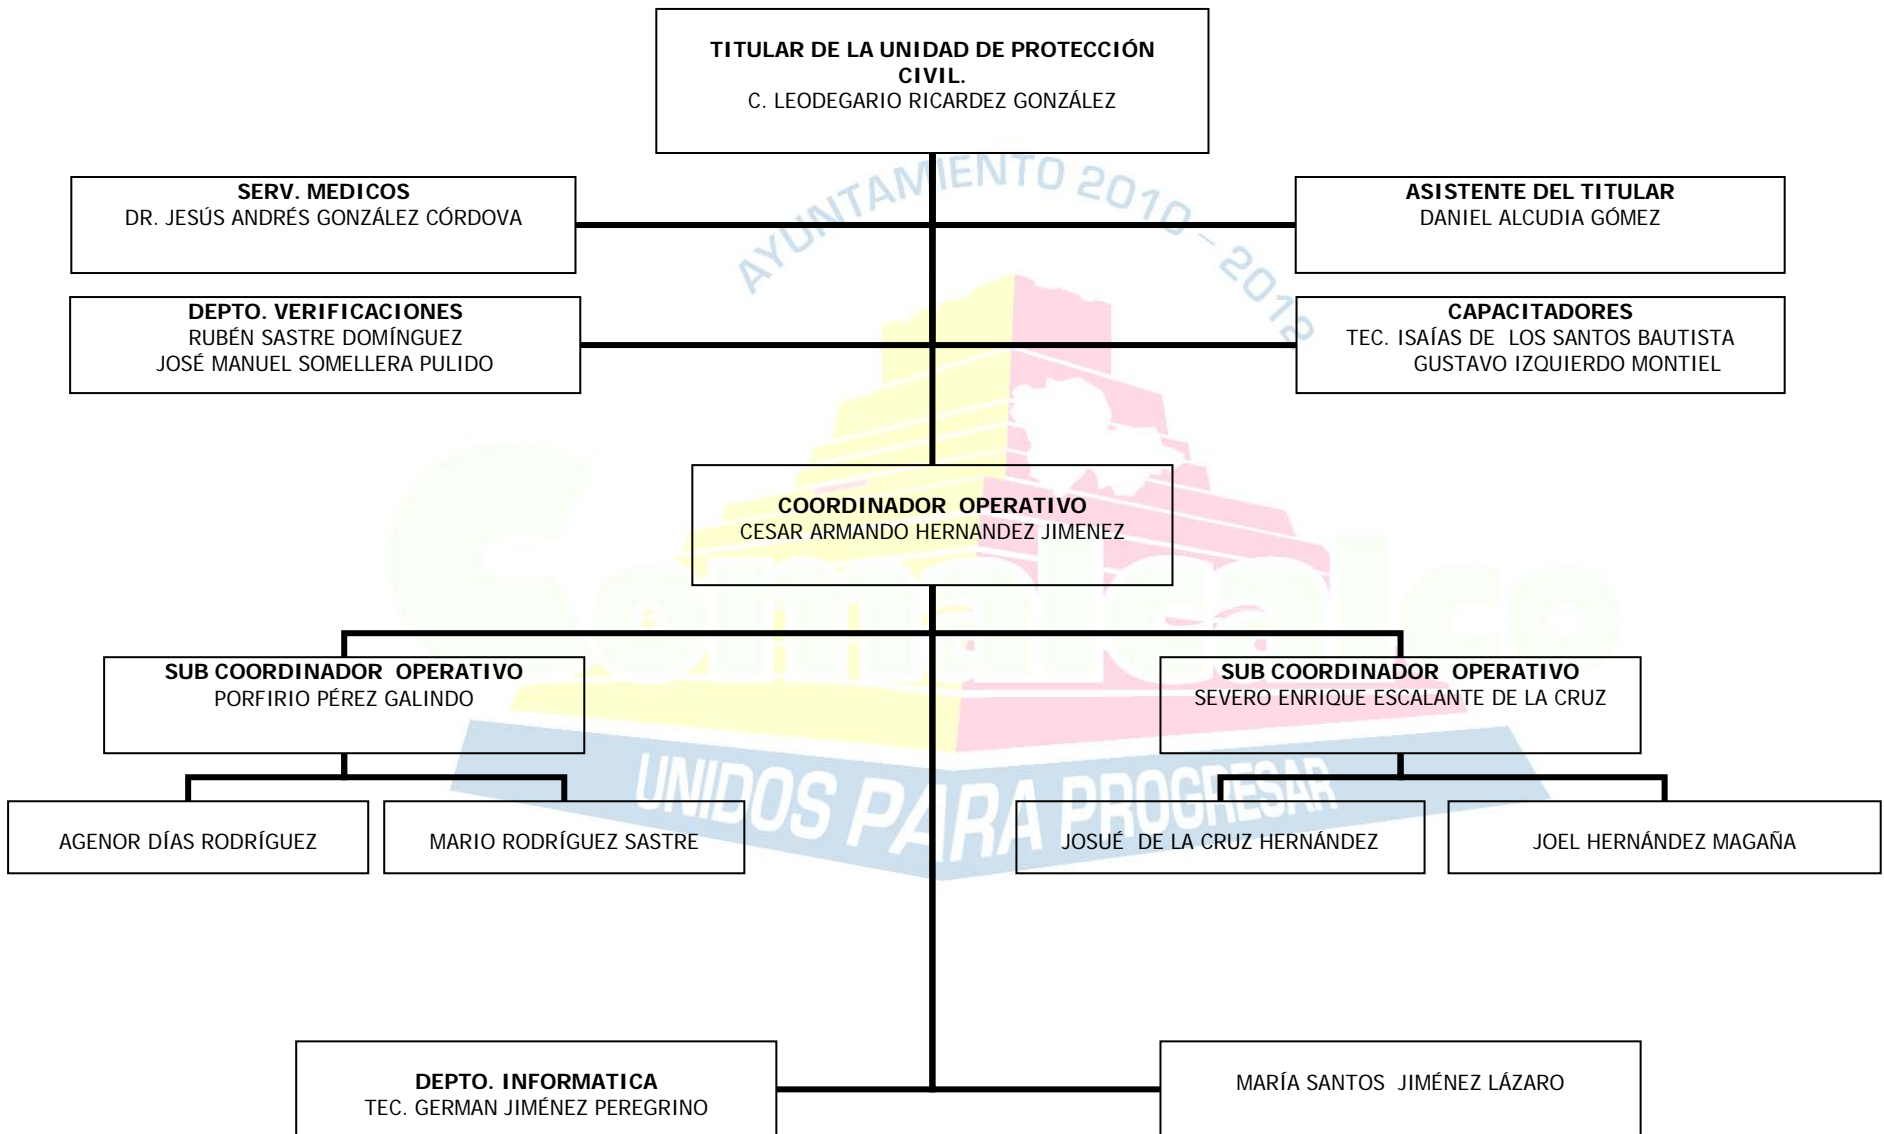 TITULAR DE LA UNIDAD DE PROTECCIÓN
CIVIL.
C. LEODEGARIO RICARDEZ GONZÁLEZ
AYUNTAMIENTO 2010 - 2012
SERV. MEDICOS
DR. JESÚS ANDRÉS GONZÁLEZ CÓRDOVA
ASISTENTE DEL TITULAR
DANIEL ALCUDIA GÓMEZ
DEPTO. VERIFICACIONES
RUBÉN SASTRE DOMÍNGUEZ
JOSÉ MANUEL SOMELLERA PULIDO
CAPACITADORES
TEC. ISAÍAS DE LOS SANTOS BAUTISTA
GUSTAVO IZQUIERDO MONTIEL
COORDINADOR OPERATIVO
CESAR ARMANDO HERNANDEZ JIMENEZ
Comalcalco
SUB COORDINADOR OPERATIVO
PORFIRIO PÉREZ GALINDO
SUB COORDINADOR OPERATIVO
SEVERO ENRIQUE ESCALANTE DE LA CRUZ
UNIDOS PARA PROGRESAR
AGENOR DÍAS RODRÍGUEZ
MARIO RODRÍGUEZ SASTRE
JOSUÉ DE LA CRUZ HERNÁNDEZ
JOEL HERNÁNDEZ MAGAÑA
DEPTO. INFORMATICA
TEC. GERMAN JIMÉNEZ PEREGRINO
MARÍA SANTOS JIMÉNEZ LÁZARO